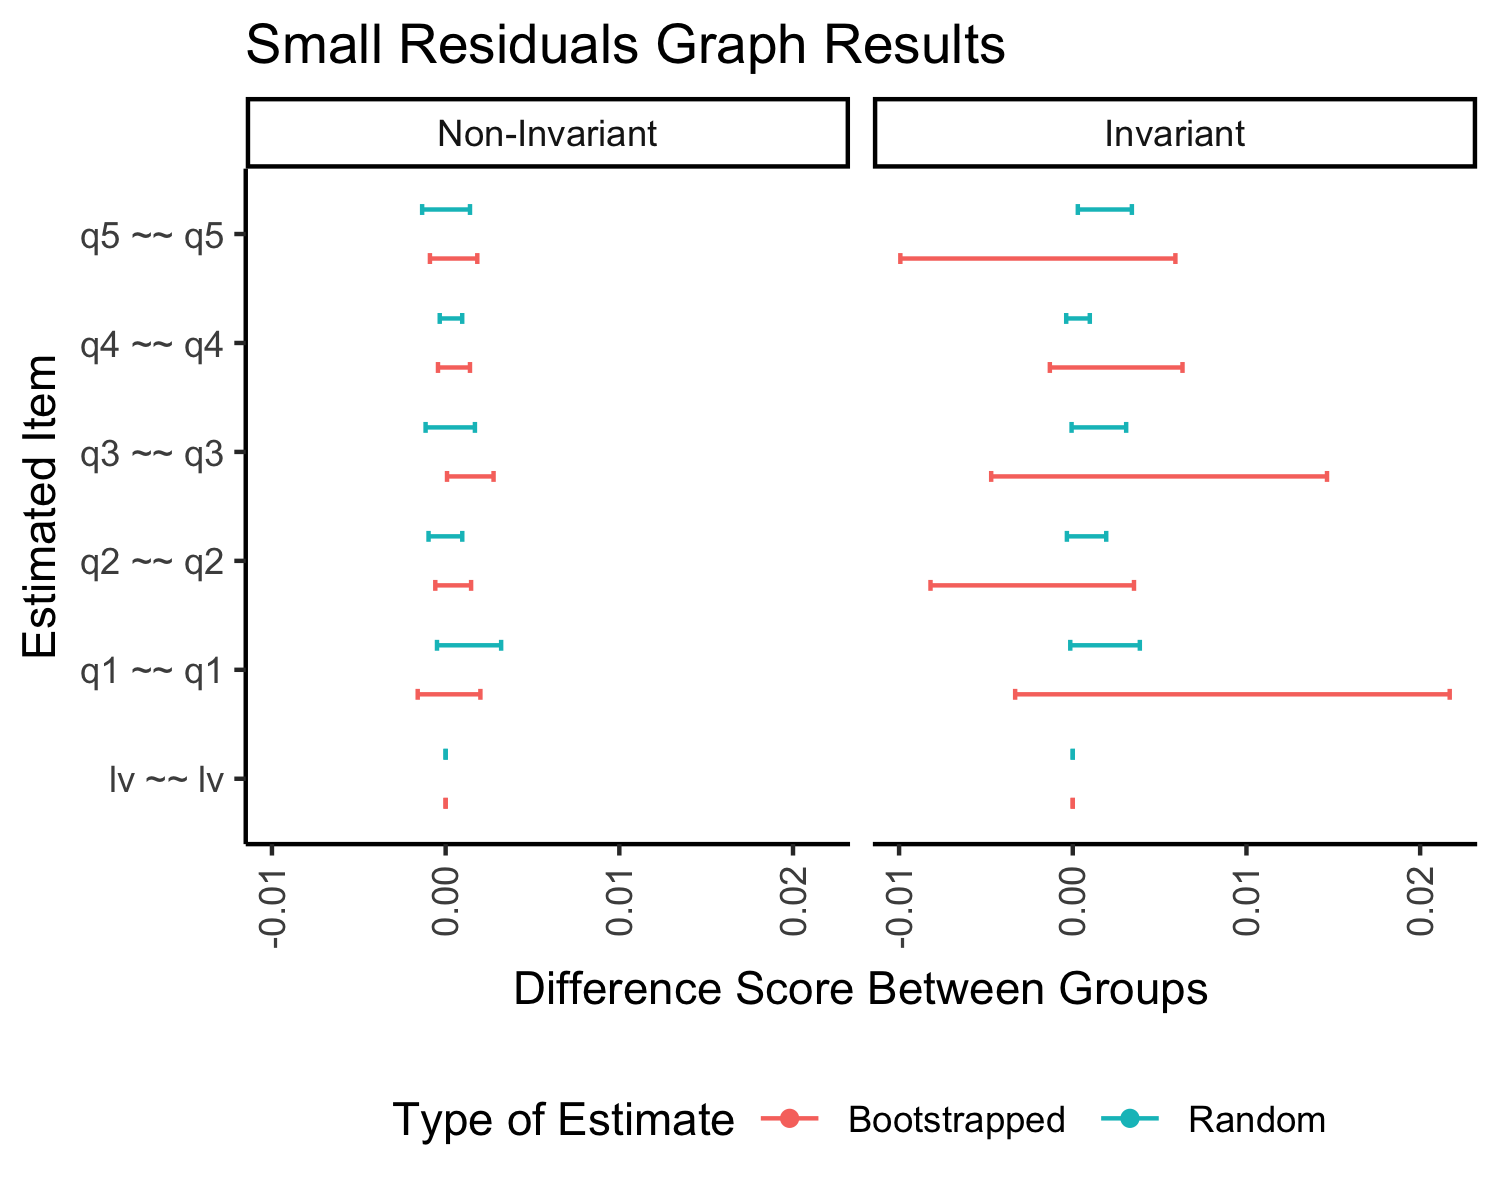 Small Residuals Graph Results
Non-Invariant
Invariant
Estimated Item
q5 ~~ q5
q4 ~~ q4
q3 ~~ q3
q2 ~~ q2
q1 ~~ q1
lv ~~ lv
-0.01 0.00 0.01 0.02
-0.01 0.00 0.01 0.02
Difference Score Between Groups
Type of Estimate Bootstrapped Random